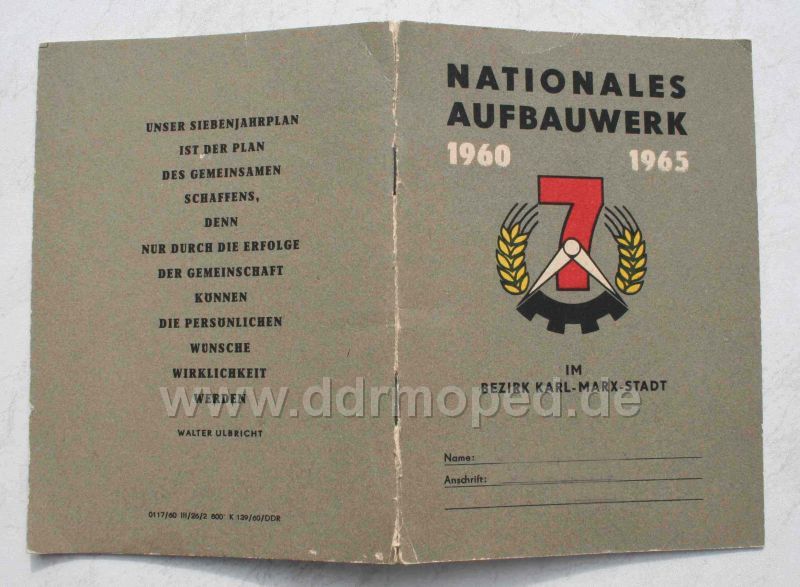 UNSER SIEBENJAHRPLAN
IST DER PLAN
DES GEMEINSAMEN
SCHAFFENS,
DENN
NUR DURCH DIE ERFOLGE
DER GEMEINSCHAFT
KÖNNEN
DIE PERSÖNLICHEN
WÜNSCHE
WIRKLICHKEIT
WERDEN
WALTER ULBRICHT
0117/60 III/26/2 800' K 139/60/DDR
NATIONALES
AUFBAUWERK
1960 1965
7
IM
BEZIRK KARL-MARX-STADT
Name:
Anschrift:
www.ddrmoped.de